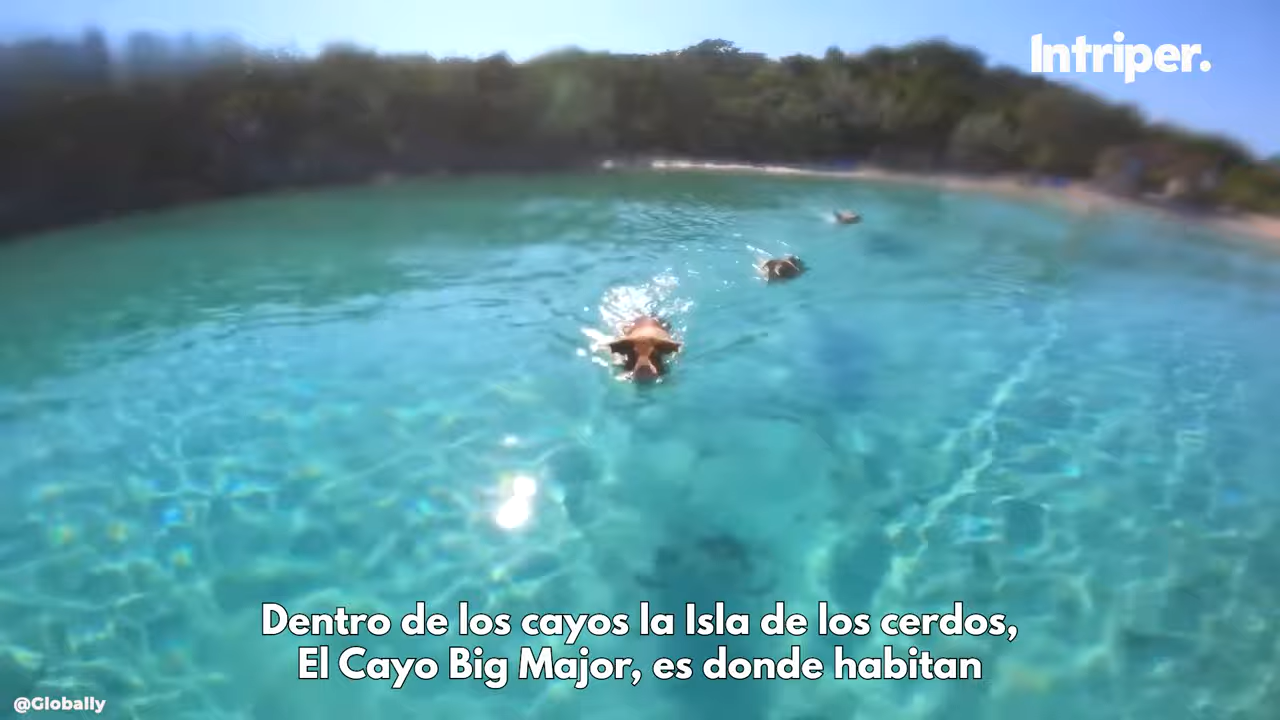 Intriper.
Dentro de los cayos la Isla de los cerdos,
El Cayo Big Major, es donde habitan
@Globally